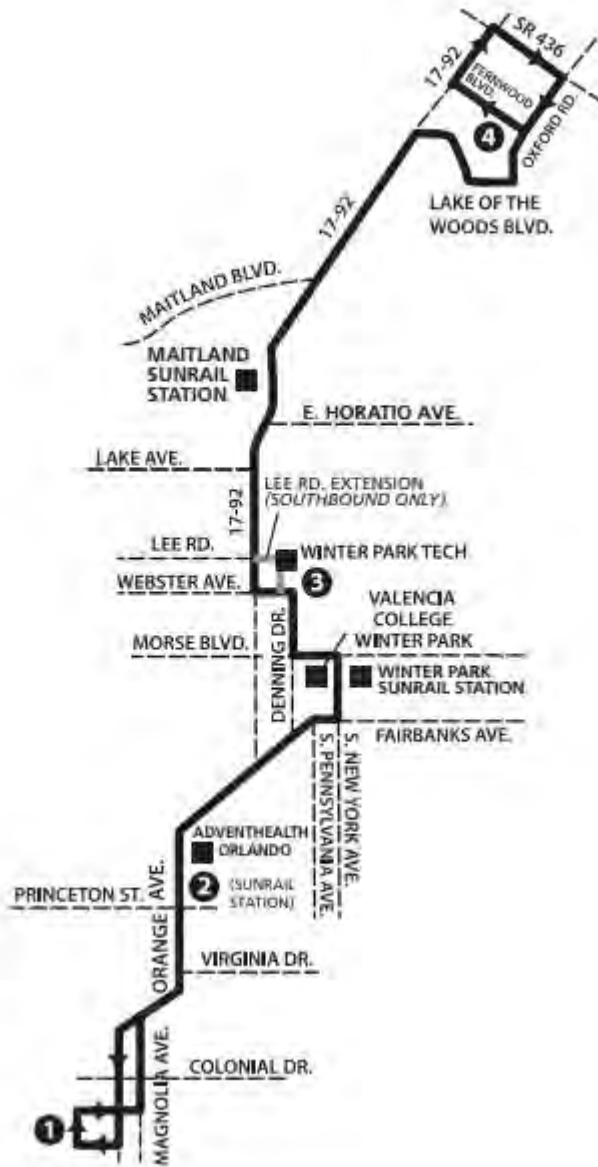 SR 436
17-92
FERNWOOD
BLVD.
OXFORD RD.
4
LAKE OF THE
WOODS BLVD.
17-92
MAITLAND BLVD.
MAITLAND
SUNRAIL
STATION
E. HORATIO AVE.
LAKE AVE.
LEE RD. EXTENSION
(SOUTHBOUND ONLY)
17-92
LEE RD.
WINTER PARK TECH
WEBSTER AVE.
3
VALENCIA
COLLEGE
WINTER PARK
MORSE BLVD.
DENNING DR.
WINTER PARK
SUNRAIL STATION
FAIRBANKS AVE.
S. PENNSYLVANIA AVE.
S. NEW YORK AVE.
ADVENTHEALTH
ORLANDO
2
(SUNRAIL
STATION)
PRINCETON ST.
ORANGE AVE.
VIRGINIA DR.
MAGNOLIA AVE.
COLONIAL DR.
1